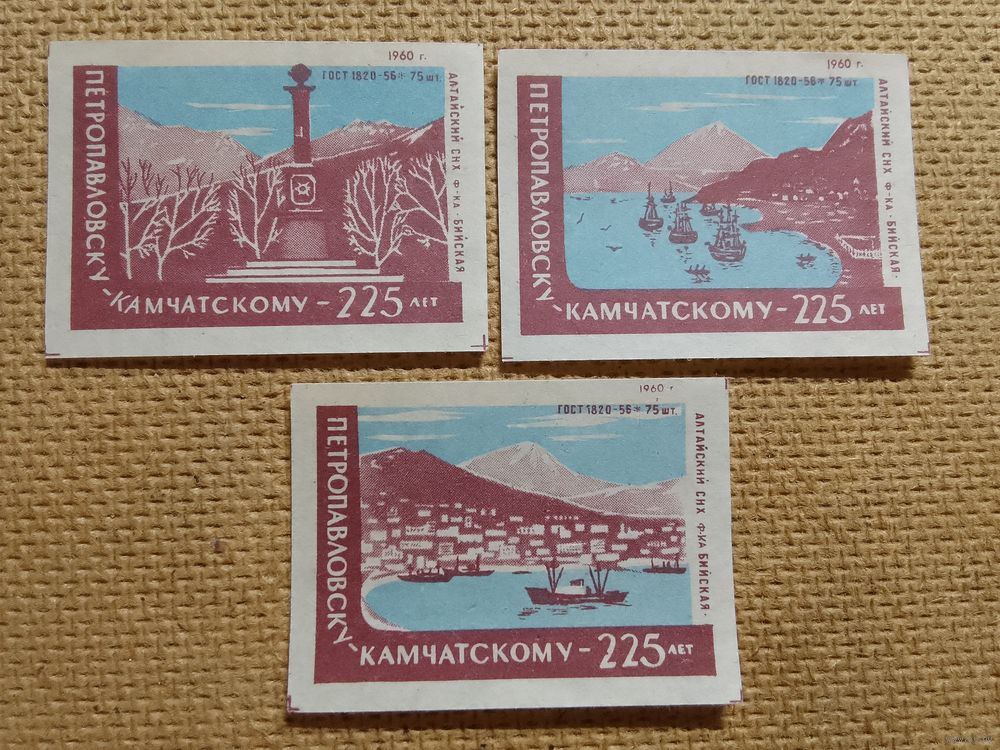 1960 г.
ГОСТ 1820-56* 75 шт.
АЛТАЙСКИЙ СНХ Ф-КА · БИЙСКАЯ
ПЕТРОПАВЛОВСКУ
-КАМЧАТСКОМУ - 225 ЛЕТ
1960 г.
ГОСТ 1820-56* 75 шт.
АЛТАЙСКИЙ СНХ Ф-КА · БИЙСКАЯ·
ПЕТРОПАВЛОВСКУ
-КАМЧАТСКОМУ - 225 ЛЕТ
1960 г
ГОСТ 1820-56* 75 шт.
АЛТАЙСКИЙ СНХ Ф-КА БИЙСКАЯ·
ПЕТРОПАВЛОВСКУ
-КАМЧАТСКОМУ - 225 ЛЕТ